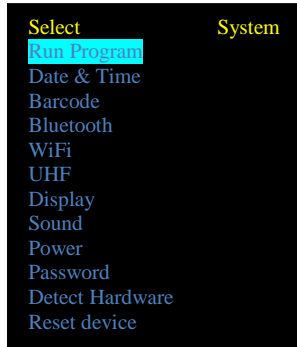 Select System
Run Program
Date & Time
Barcode
Bluetooth
WiFi
UHF
Display
Sound
Power
Password
Detect Hardware
Reset device